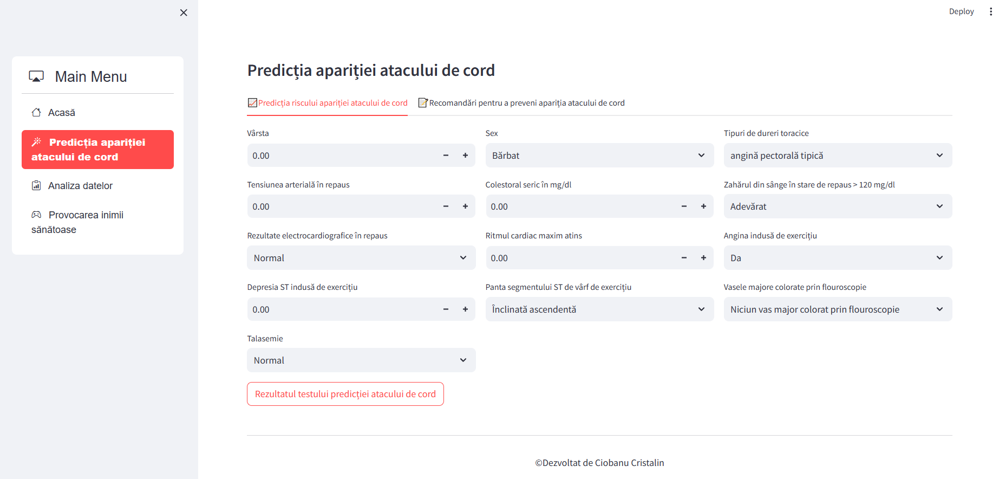 Deploy
Main Menu
Acasă
Predicția apariției
atacului de cord
Analiza datelor
Provocarea inimii
sănătoase
Predicția apariției atacului de cord
Predicția riscului apariției atacului de cord
Recomandări pentru a preveni apariția atacului de cord
Vârsta
Sex
Tipuri de dureri toracice
0.00
Bărbat
angină pectorală tipică
Tensiunea arterială în repaus
Colestoral seric în mg/dl
Zahărul din sânge în stare de repaus > 120 mg/dl
0.00
0.00
Adevărat
Rezultate electrocardiografice în repaus
Ritmul cardiac maxim atins
Angina indusă de exercițiu
Normal
0.00
Da
Depresia ST indusă de exercițiu
Panta segmentului ST de vârf de exercițiu
Vasele majore colorate prin flouroscopie
0.00
Înclinată ascendentă
Niciun vas major colorat prin flouroscopie
Talasemie
Normal
Rezultatul testului predicției atacului de cord
©Dezvoltat de Ciobanu Cristalin